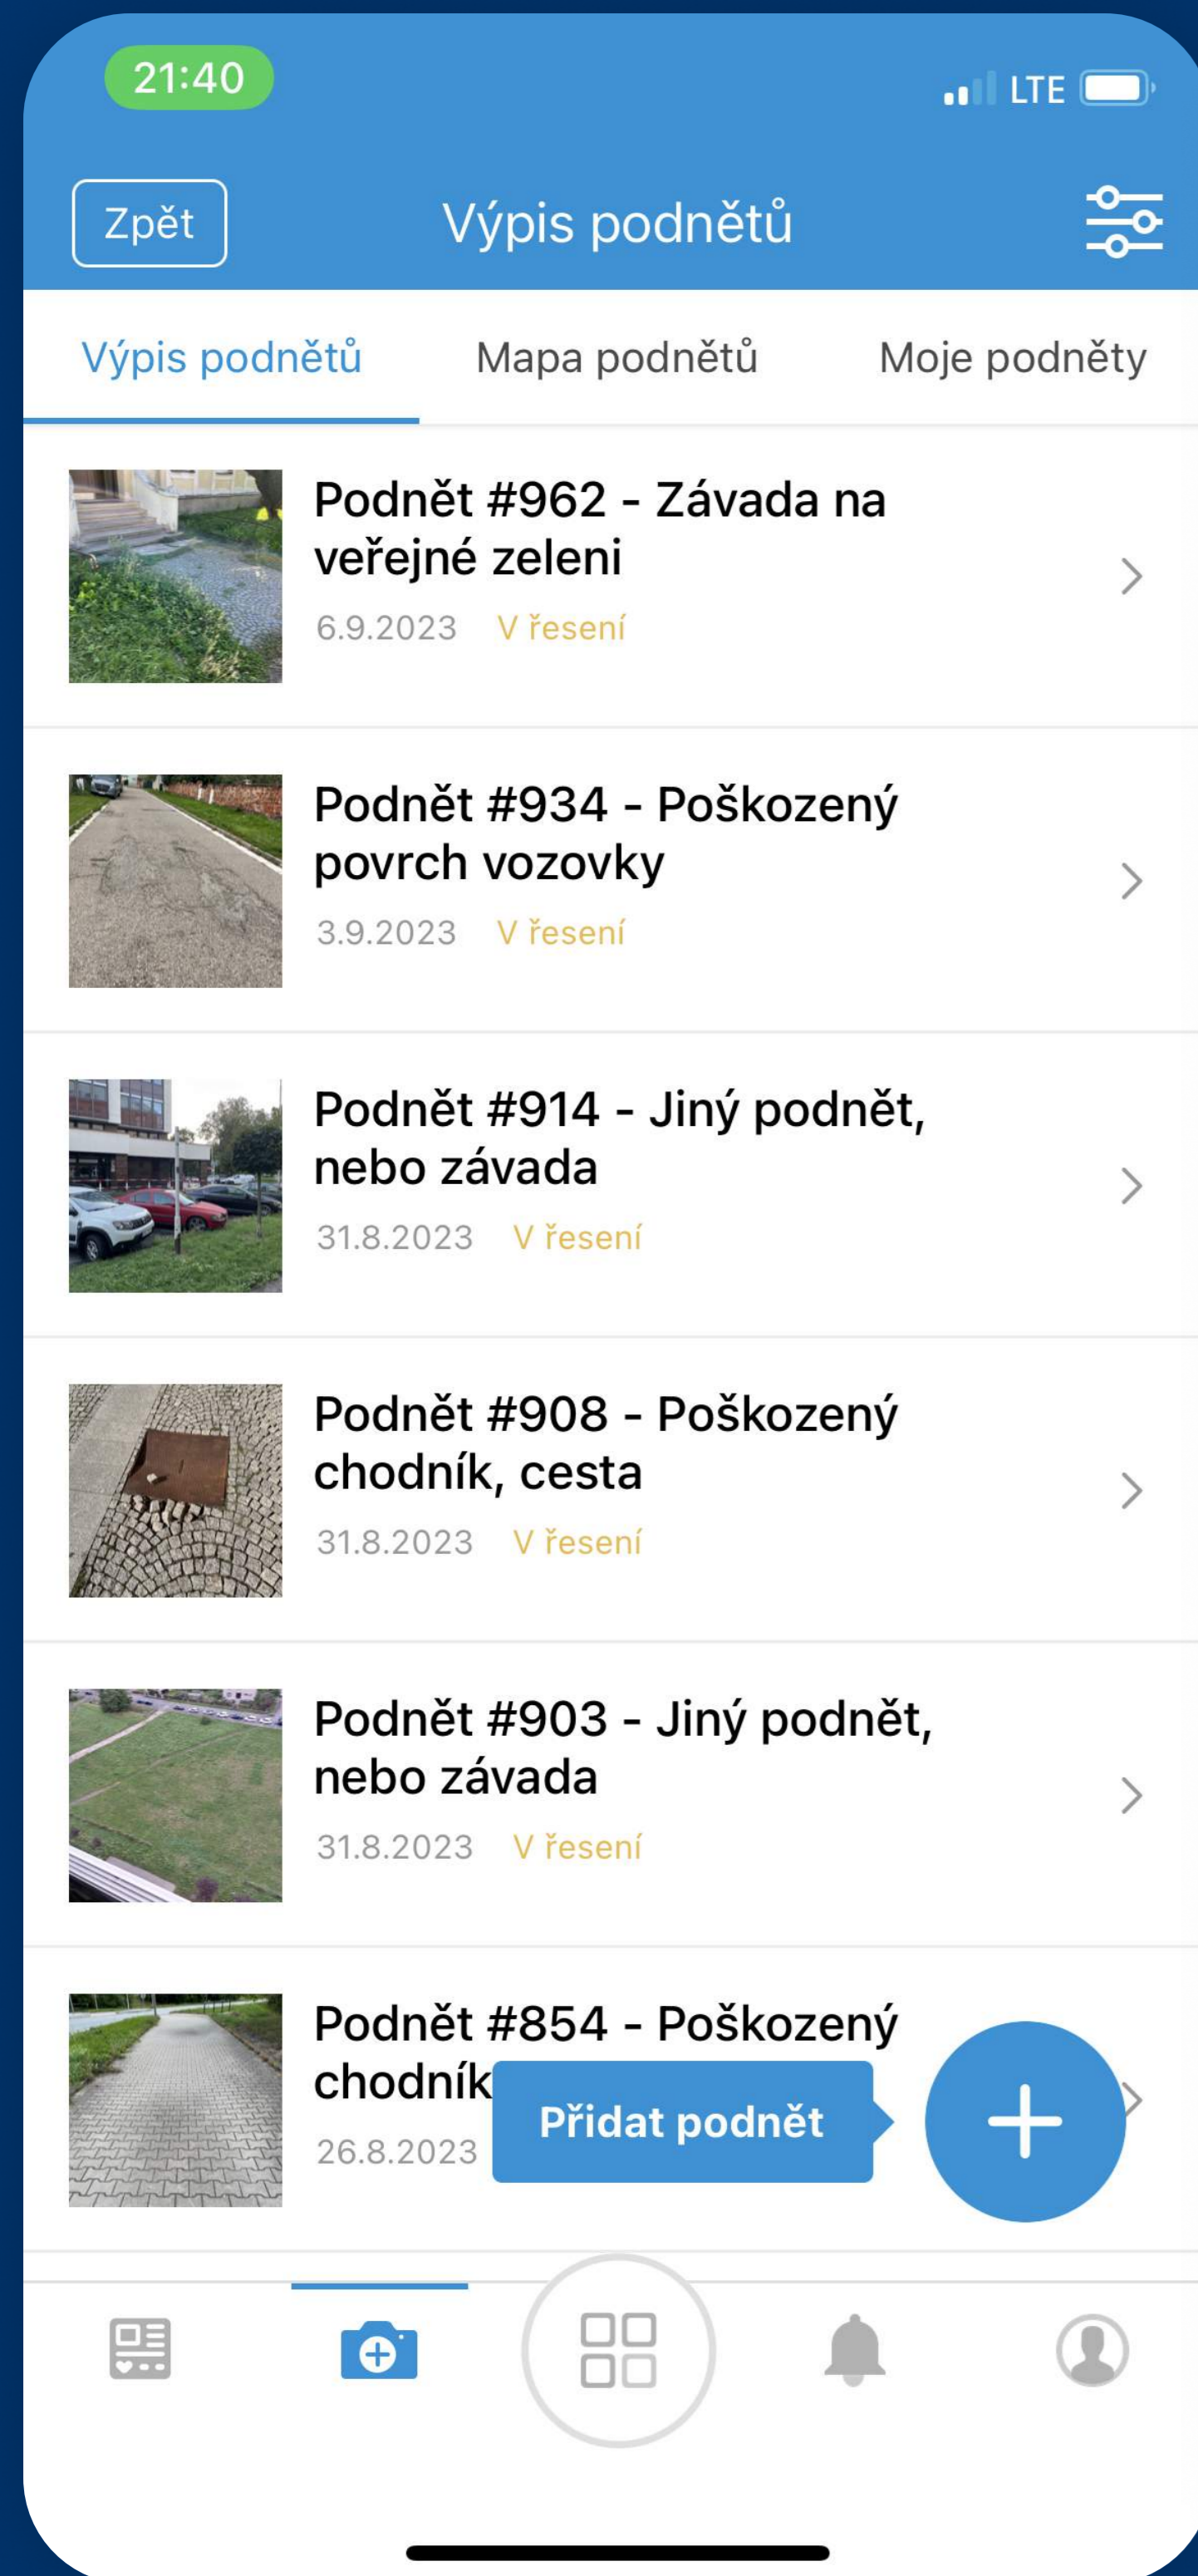 21:40
LTE
Zpět
Výpis podnětů
Výpis podnětů
Mapa podnětů
Moje podněty
Podnět #962 - Závada na
veřejné zeleni
6.9.2023 V řesení
Podnět #934 - Poškozený
povrch vozovky
3.9.2023 V řesení
Podnět #914 - Jiný podnět,
nebo závada
31.8.2023 V řesení
Podnět #908 - Poškozený
chodník, cesta
31.8.2023 V řesení
Podnět #903 - Jiný podnět,
nebo závada
31.8.2023 V řesení
Podnět #854 - Poškozený
chodník
Přidat podnět
26.8.2023